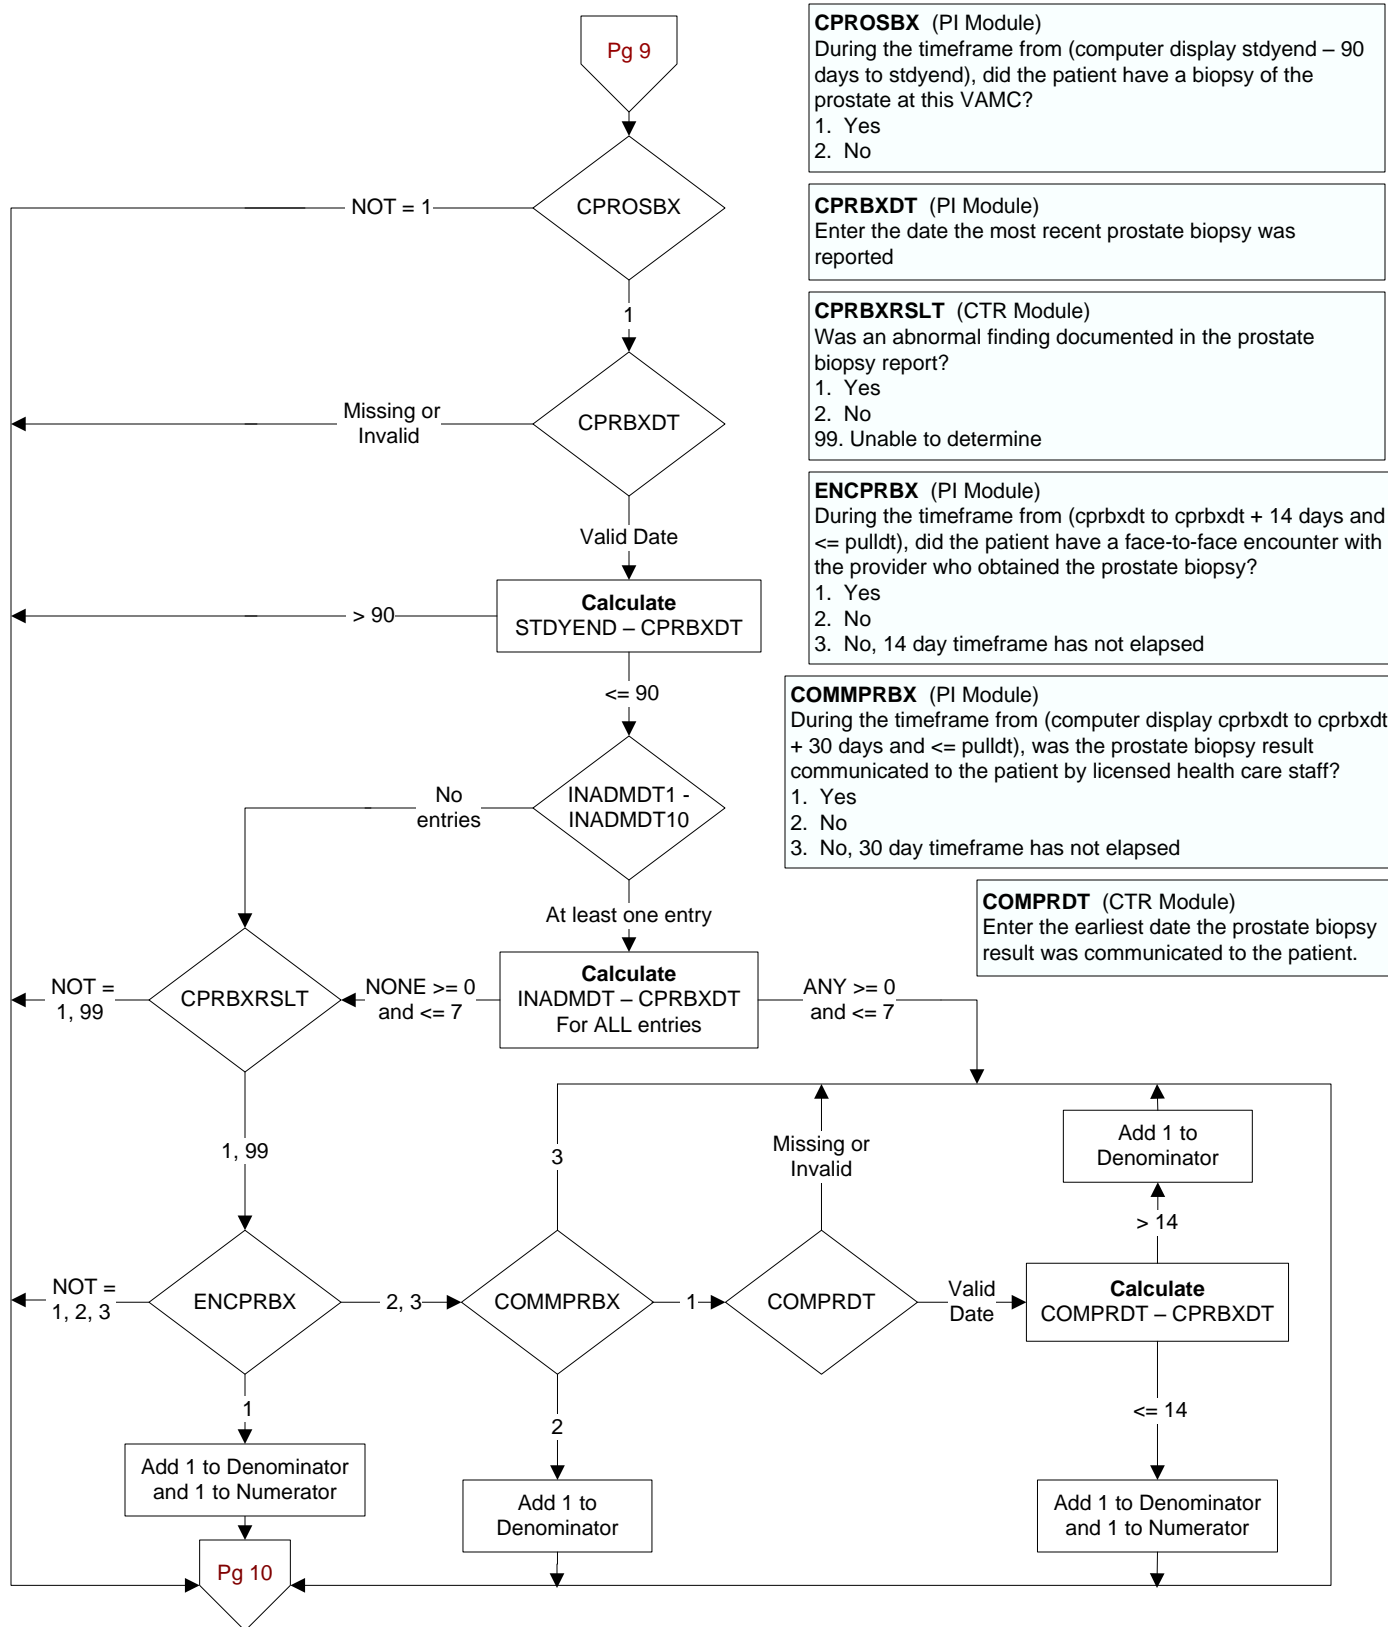 Pg 9
CPROSBX (PI Module)
During the timeframe from (computer display stdyend – 90
days to stdyend), did the patient have a biopsy of the
prostate at this VAMC?
1. Yes
2. No
CPROSBX
NOT = 1
1
CPRBXDT (PI Module)
Enter the date the most recent prostate biopsy was
reported
CPRBXRSLT (CTR Module)
Was an abnormal finding documented in the prostate
biopsy report?
1. Yes
2. No
99. Unable to determine
CPRBXDT
Missing or
Invalid
Valid Date
ENCPRBX (PI Module)
During the timeframe from (cprbxdt to cprbxdt + 14 days and
<= pulldt), did the patient have a face-to-face encounter with
the provider who obtained the prostate biopsy?
1. Yes
2. No
3. No, 14 day timeframe has not elapsed
Calculate
STDYEND – CPRBXDT
> 90
<= 90
COMMPRBX (PI Module)
During the timeframe from (computer display cprbxdt to cprbxdt
+ 30 days and <= pulldt), was the prostate biopsy result
communicated to the patient by licensed health care staff?
1. Yes
2. No
3. No, 30 day timeframe has not elapsed
INADMDT1 -
INADMDT10
No
entries
At least one entry
COMPRDT (CTR Module)
Enter the earliest date the prostate biopsy
result was communicated to the patient.
Calculate
INADMDT – CPRBXDT
For ALL entries
NONE >= 0
and <= 7
ANY >= 0
and <= 7
CPRBXRSLT
NOT =
1, 99
1, 99
ENCPRBX
NOT =
1, 2, 3
2, 3
1
COMMPRBX
3
1
2
COMPRDT
Missing or
Invalid
Valid
Date
Calculate
COMPRDT – CPRBXDT
> 14
Add 1 to
Denominator
<= 14
Add 1 to Denominator
and 1 to Numerator
Add 1 to
Denominator
Add 1 to Denominator
and 1 to Numerator
Pg 10